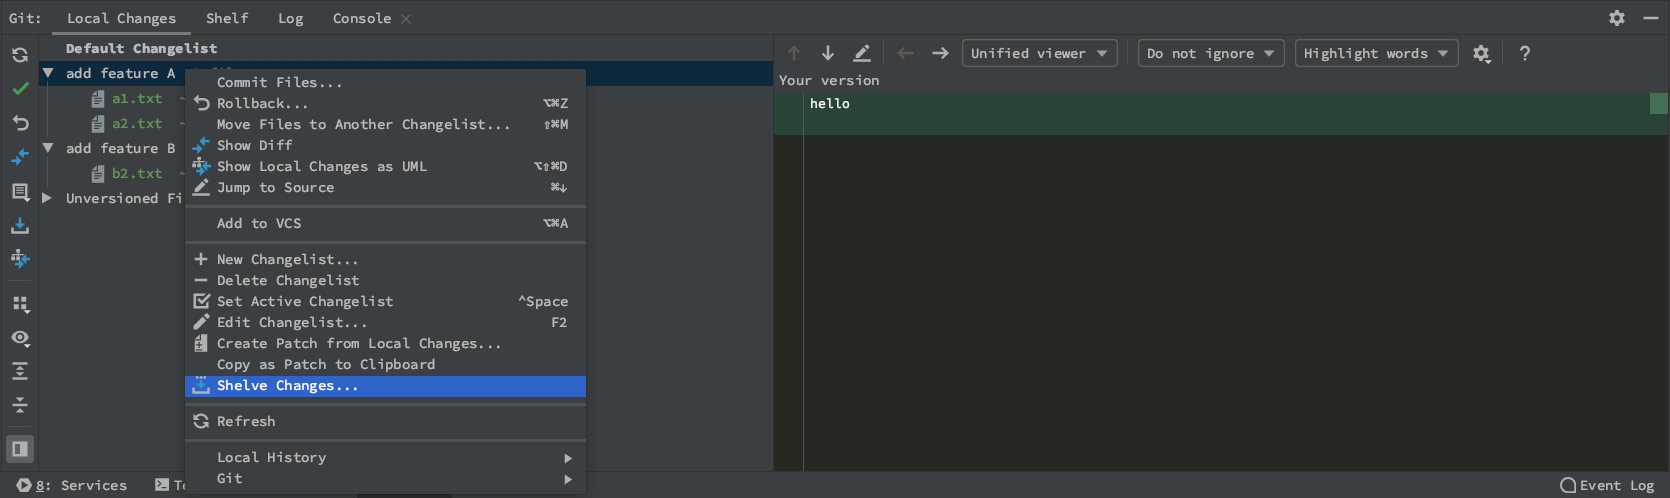 Git: Local Changes Shelf Log Console
Default Changelist
Do not ignore
Unified viewer
Highlight words
?
add feature A
Your version
a1.txt
hello
a2.txt
add feature B
b2.txt
Unversioned Fi
Commit Files...
Rollback... ⌥⌘Z
Move Files to Another Changelist... ⇧⌘M
Show Diff
Show Local Changes as UML ⌥⇧⌘D
Jump to Source ⌘↓
Add to VCS ⌥⌘A
New Changelist...
Delete Changelist
Set Active Changelist ^Space
Edit Changelist... F2
Create Patch from Local Changes...
Copy as Patch to Clipboard
Shelve Changes...
Refresh
Local History
Git
8: Services Te
Event Log